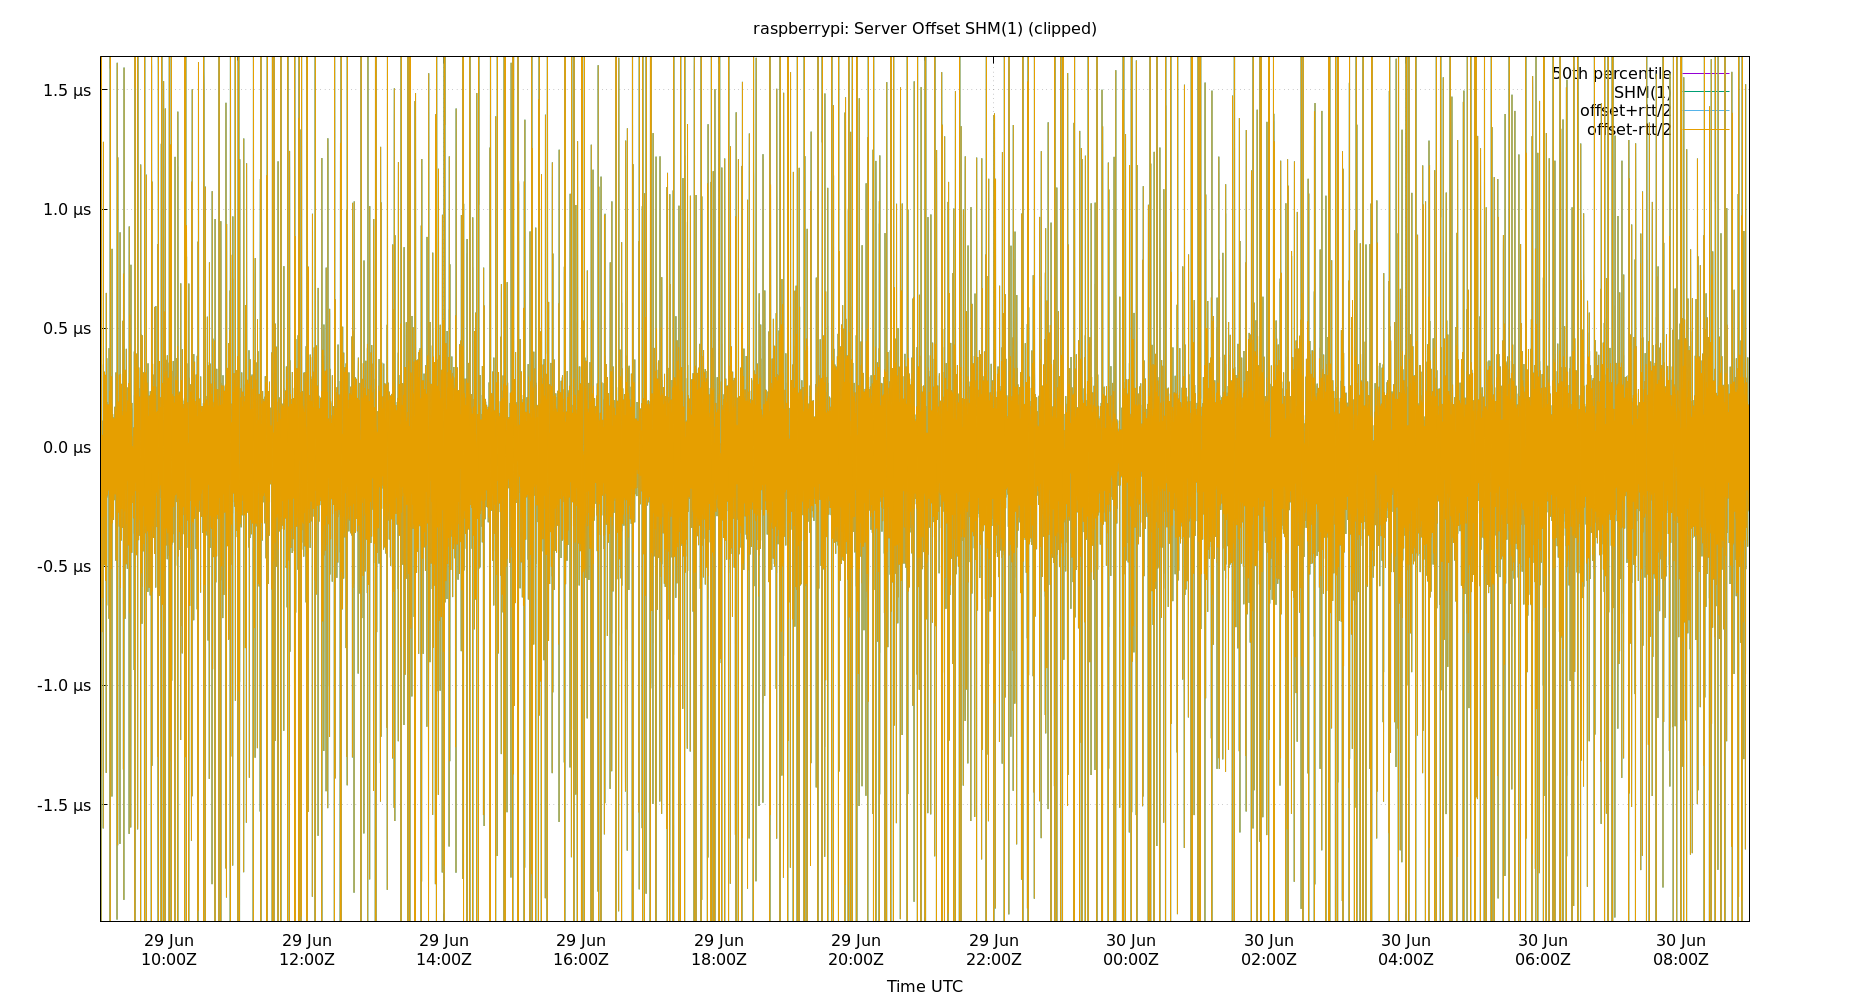 raspberrypi: Server Offset SHM(1) (clipped)
50th percentile
SHM(1)
offset+rtt/2
offset-rtt/2
1.5 µs
1.0 µs
0.5 µs
0.0 µs
-0.5 µs
-1.0 µs
-1.5 µs
29 Jun 29 Jun 29 Jun 29 Jun 29 Jun 29 Jun 29 Jun 30 Jun 30 Jun 30 Jun 30 Jun 30 Jun
10:00Z 12:00Z 14:00Z 16:00Z 18:00Z 20:00Z 22:00Z 00:00Z 02:00Z 04:00Z 06:00Z 08:00Z
Time UTC